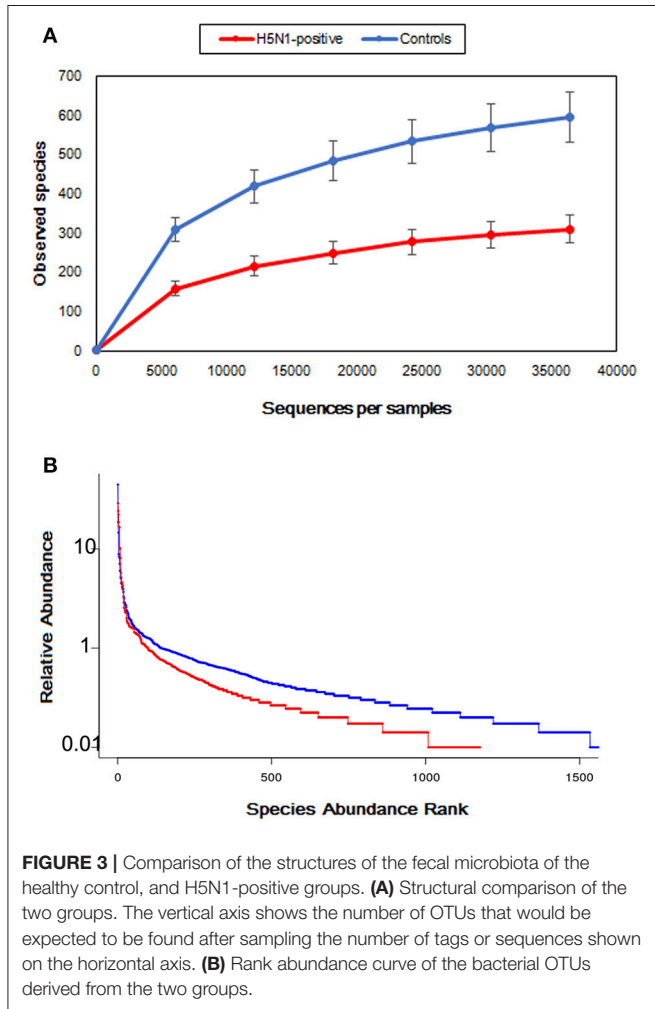 A
H5N1-positive
Controls
700
600
500
400
300
200
100
0
Observed species
0 5000 10000 15000 20000 25000 30000 35000 40000
Sequences per samples
B
10
1
0.01
Relative Abundance
0 500 1000 1500
Species Abundance Rank
FIGURE 3 | Comparison of the structures of the fecal microbiota of the
healthy control, and H5N1-positive groups. (A) Structural comparison of the
two groups. The vertical axis shows the number of OTUs that would be
expected to be found after sampling the number of tags or sequences shown
on the horizontal axis. (B) Rank abundance curve of the bacterial OTUs
derived from the two groups.